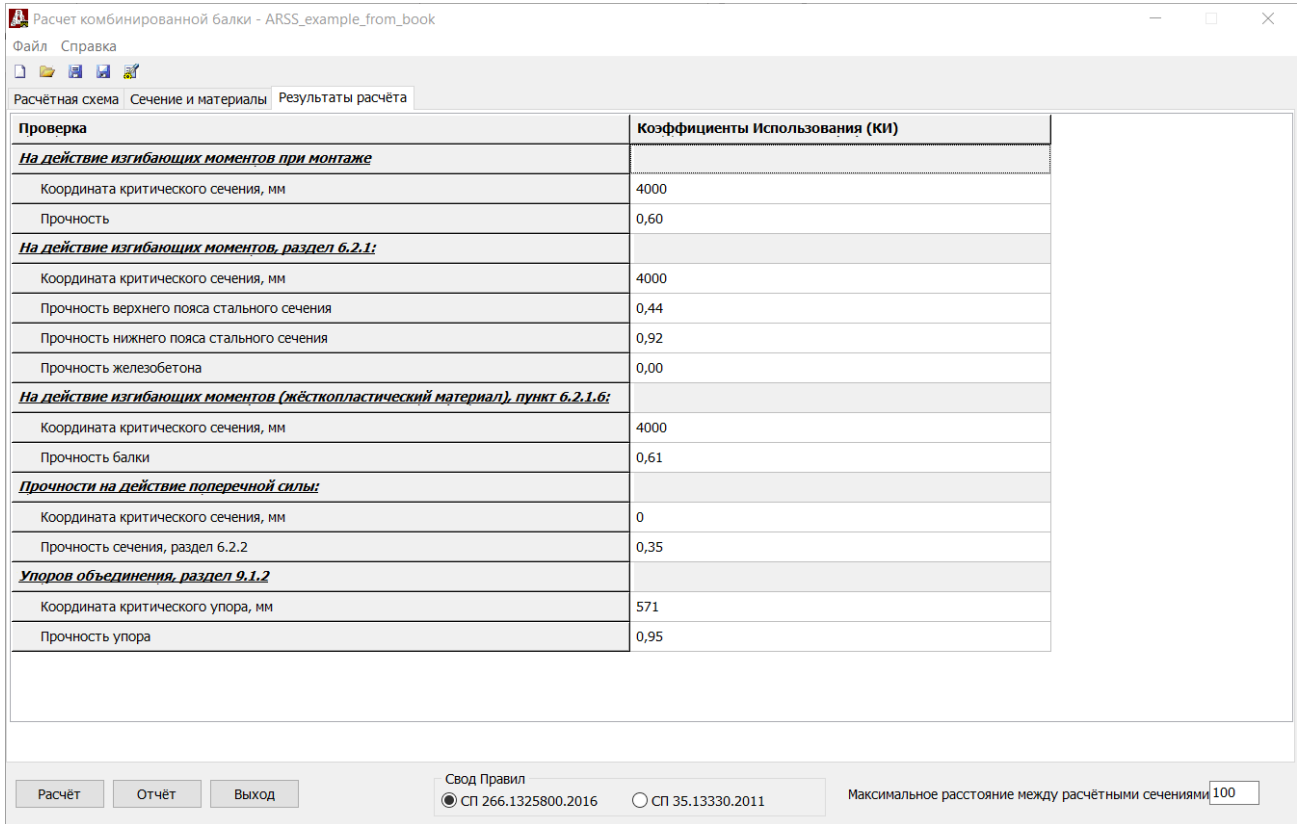 Расчет комбинированной балки - ARSS_example_from_book
Файл Справка
Расчётная схема Сечение и материалы Результаты расчёта
Проверка Коэффициенты Использования (КИ)
На действие изгибающих моментов при монтаже
Координата критического сечения, мм 4000
Прочность 0,60
На действие изгибающих моментов, раздел 6.2.1:
Координата критического сечения, мм 4000
Прочность верхнего пояса стального сечения 0,44
Прочность нижнего пояса стального сечения 0,92
Прочность железобетона 0,00
На действие изгибающих моментов (жёсткопластический материал), пункт 6.2.1.6:
Координата критического сечения, мм 4000
Прочность балки 0,61
Прочности на действие поперечной силы:
Координата критического сечения, мм 0
Прочность сечения, раздел 6.2.2 0,35
Упоров объединения, раздел 9.1.2
Координата критического упора, мм 571
Прочность упора 0,95
Свод Правил
Расчёт Отчёт Выход СП 266.1325800.2016 СП 35.13330.2011 Максимальное расстояние между расчётными сечениями 100